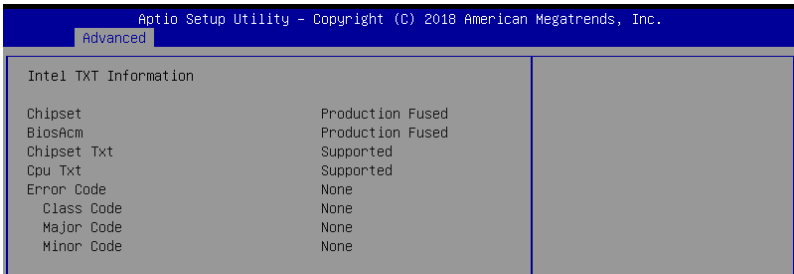 Aptio Setup Utility – Copyright (C) 2018 American Megatrends, Inc.
Advanced
Intel TXT Information
Chipset Production Fused
BiosAcm Production Fused
Chipset Txt Supported
Cpu Txt Supported
Error Code None
Class Code None
Major Code None
Minor Code None